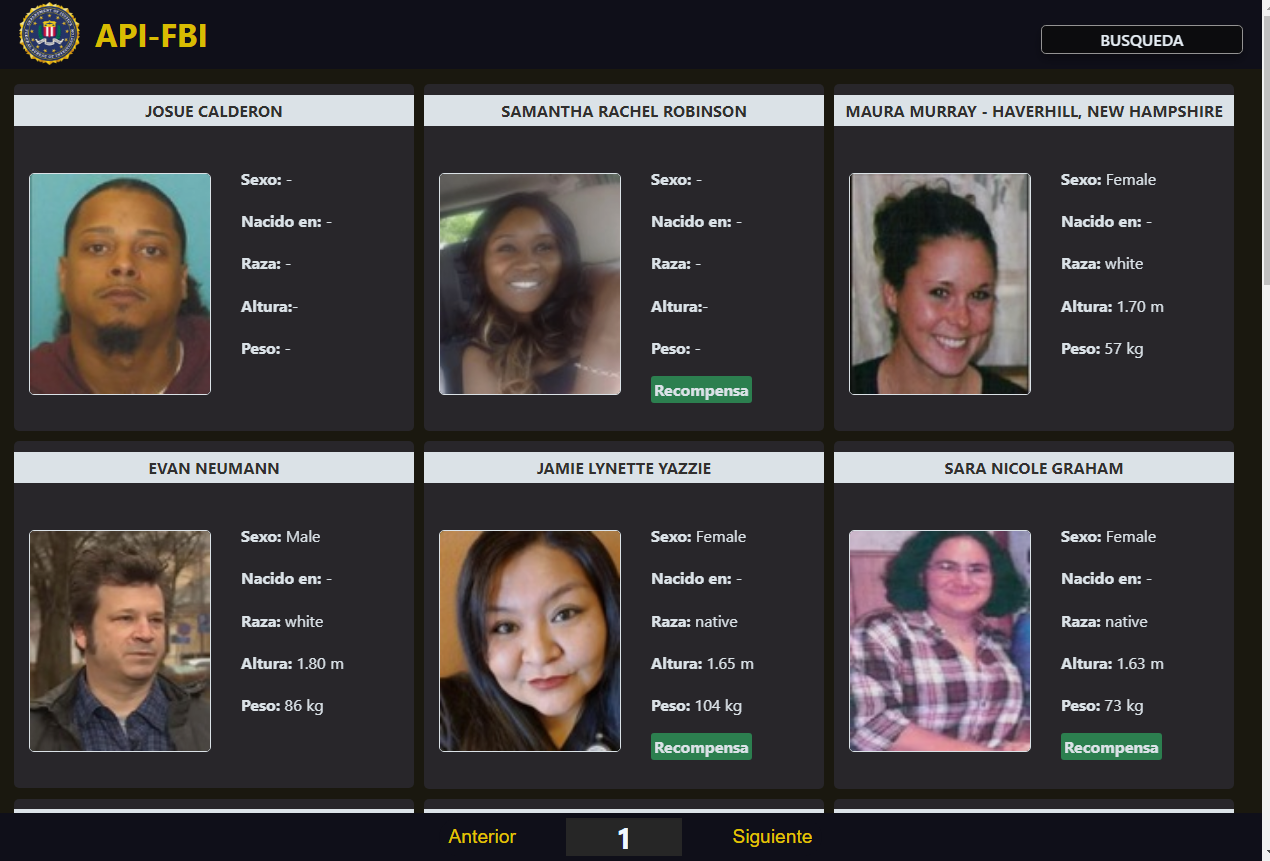 API-FBI
BUSQUEDA
JOSUE CALDERON
Sexo: -
Nacido en: -
Raza: -
Altura:-
Peso: -
SAMANTHA RACHEL ROBINSON
Sexo: -
Nacido en: -
Raza: -
Altura:-
Peso: -
Recompensa
MAURA MURRAY - HAVERHILL, NEW HAMPSHIRE
Sexo: Female
Nacido en: -
Raza: white
Altura: 1.70 m
Peso: 57 kg
EVAN NEUMANN
Sexo: Male
Nacido en: -
Raza: white
Altura: 1.80 m
Peso: 86 kg
JAMIE LYNETTE YAZZIE
Sexo: Female
Nacido en: -
Raza: native
Altura: 1.65 m
Peso: 104 kg
Recompensa
SARA NICOLE GRAHAM
Sexo: Female
Nacido en: -
Raza: native
Altura: 1.63 m
Peso: 73 kg
Recompensa
Anterior
1
Siguiente